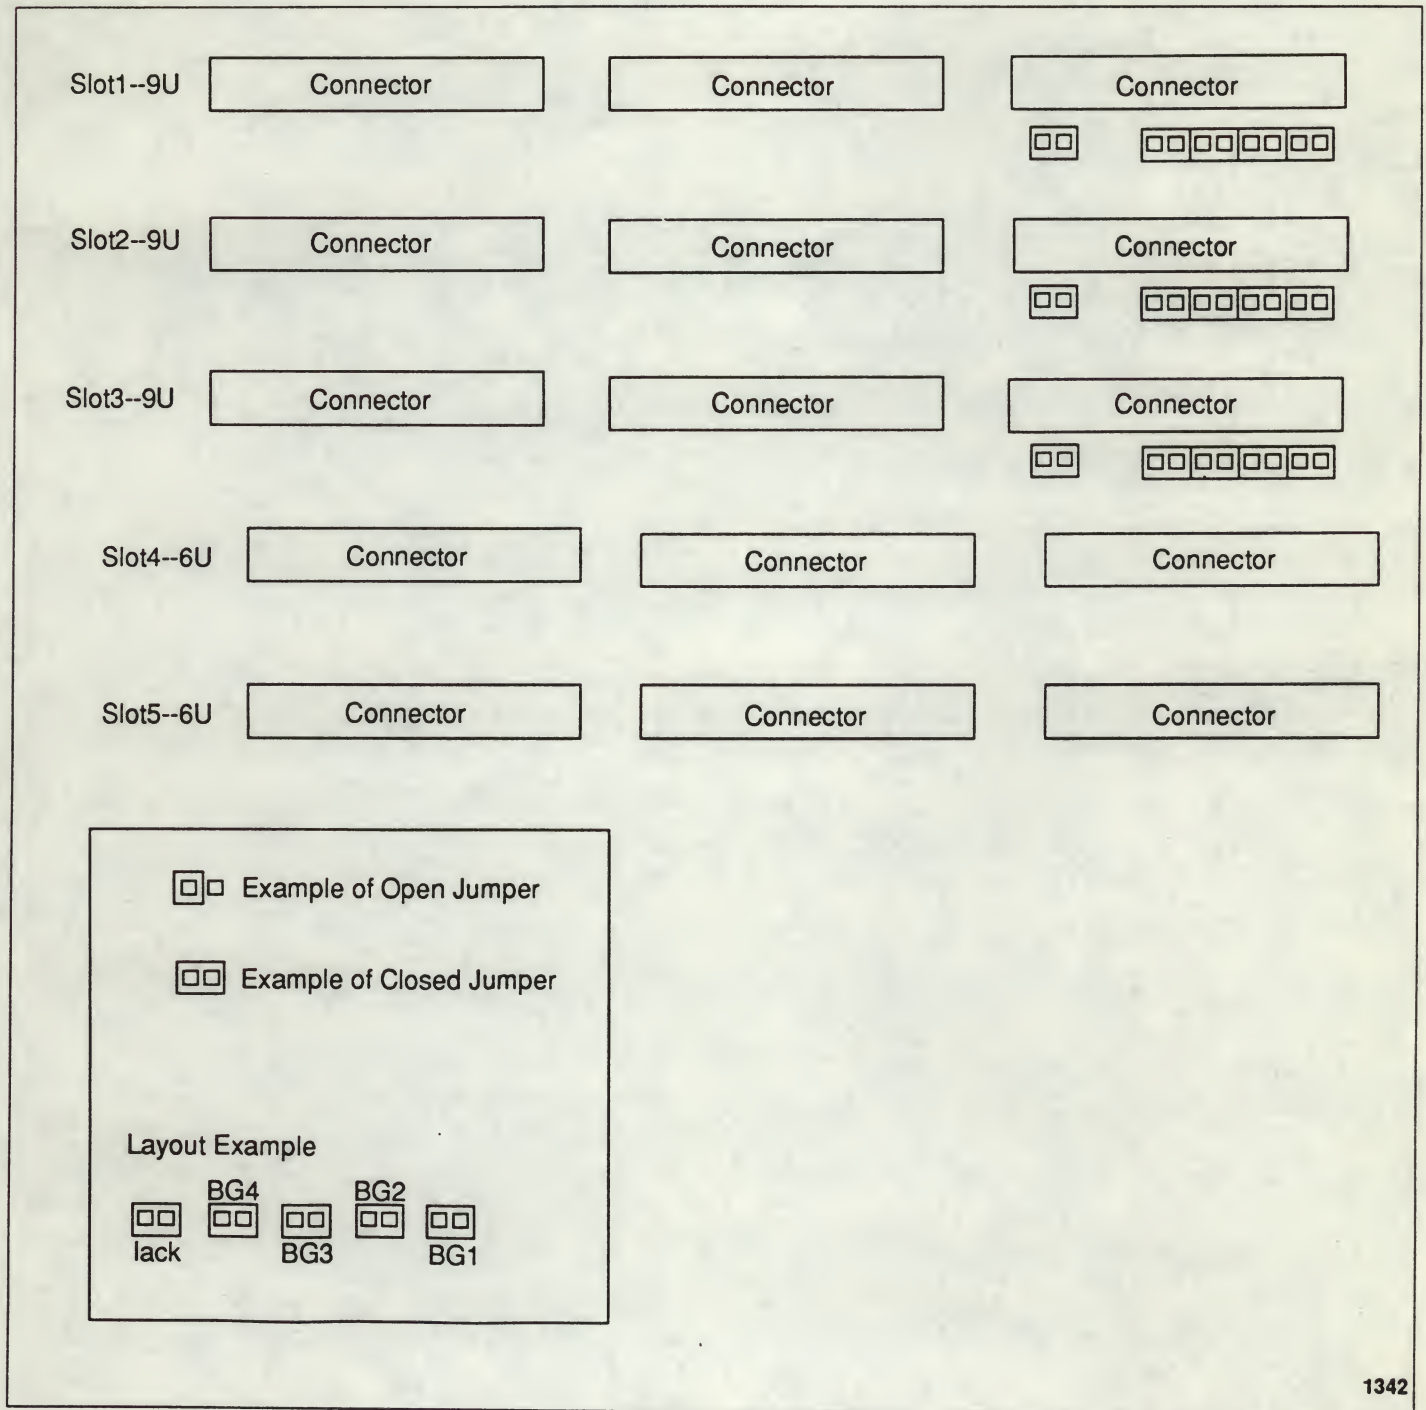 Slot1--9U Connector Connector Connector
Slot2--9U Connector Connector Connector
Slot3--9U Connector Connector Connector
Slot4--6U Connector Connector Connector
Slot5--6U Connector Connector Connector
Example of Open Jumper
Example of Closed Jumper
Layout Example
BG4 BG2
lack BG3 BG1
1342